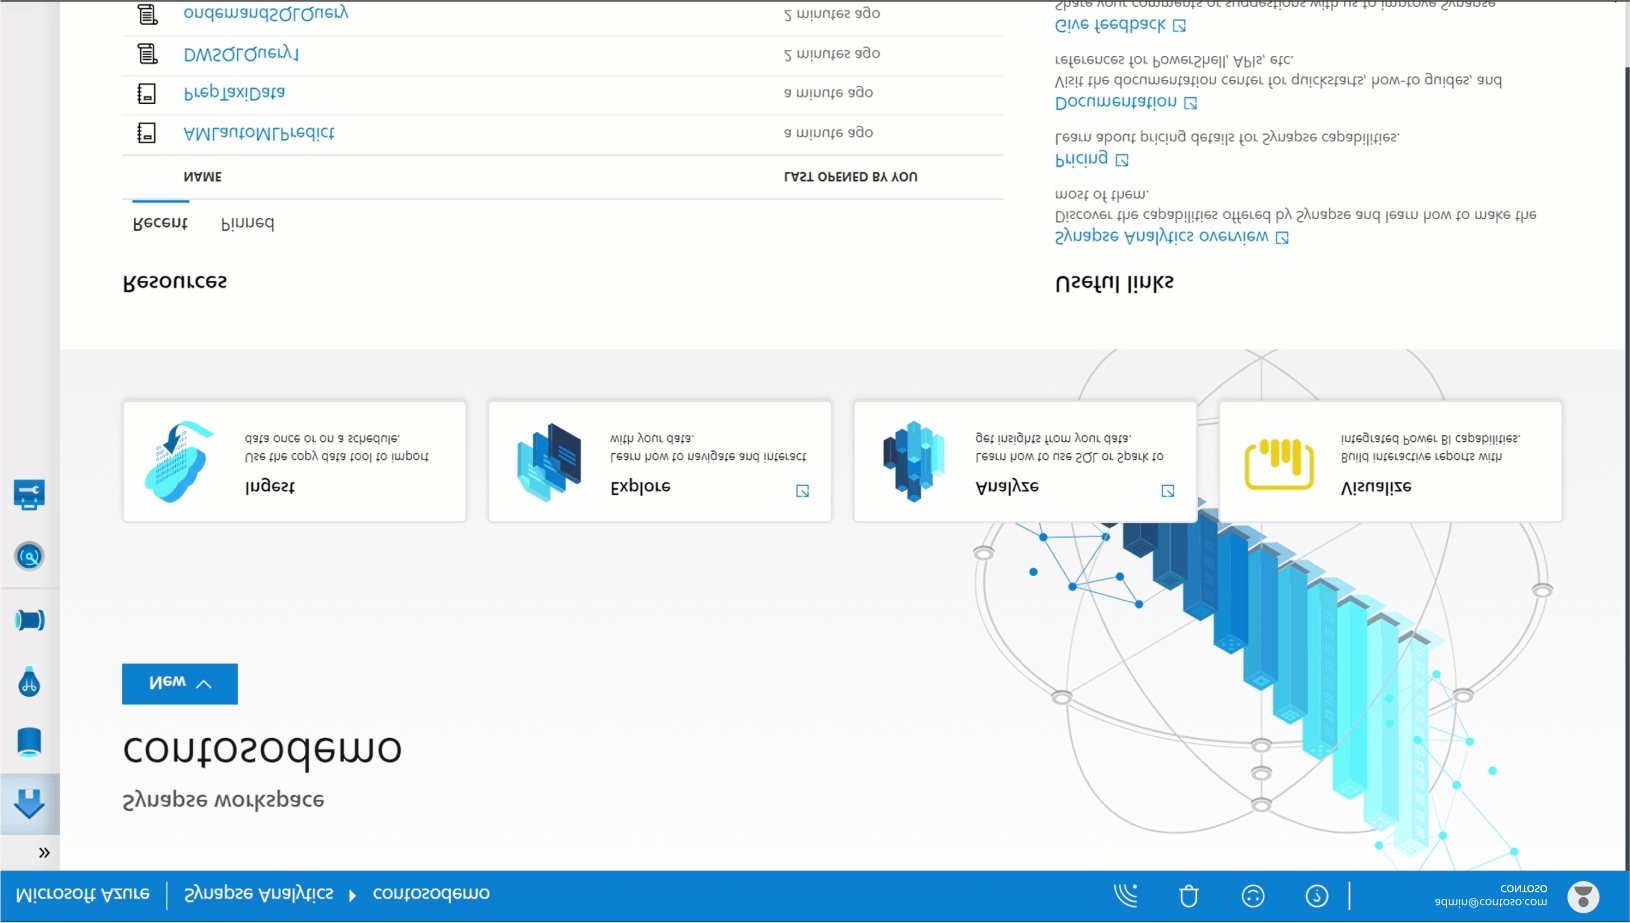 Microsoft Azure | Synapse Analytics ▸ contosodemo
admin@contoso.com
CONTOSO
»
Synapse workspace
contosodemo
New
Ingest
Use the copy data tool to import
data once or on a schedule.
Explore
Learn how to navigate and interact
with your data.
Analyze
Learn how to use SQL or Spark to
get insights from your data.
Visualize
Build interactive reports with
integrated Power BI capabilities.
Resources
Recent Pinned
NAME LAST OPENED BY YOU
AMLautoMLPredict a minute ago
PrepTaxiData a minute ago
DWSQLQuery1 2 minutes ago
ondemandSQLQuery 2 minutes ago
Useful links
Synapse Analytics overview
Discover the capabilities offered by Synapse and learn how to make the
most of them.
Pricing
Learn about pricing details for Synapse capabilities.
Documentation
Visit the documentation center for quickstarts, how-to guides, and
references for PowerShell, APIs, etc.
Give feedback
Share your comments or suggestions with us to improve Synapse